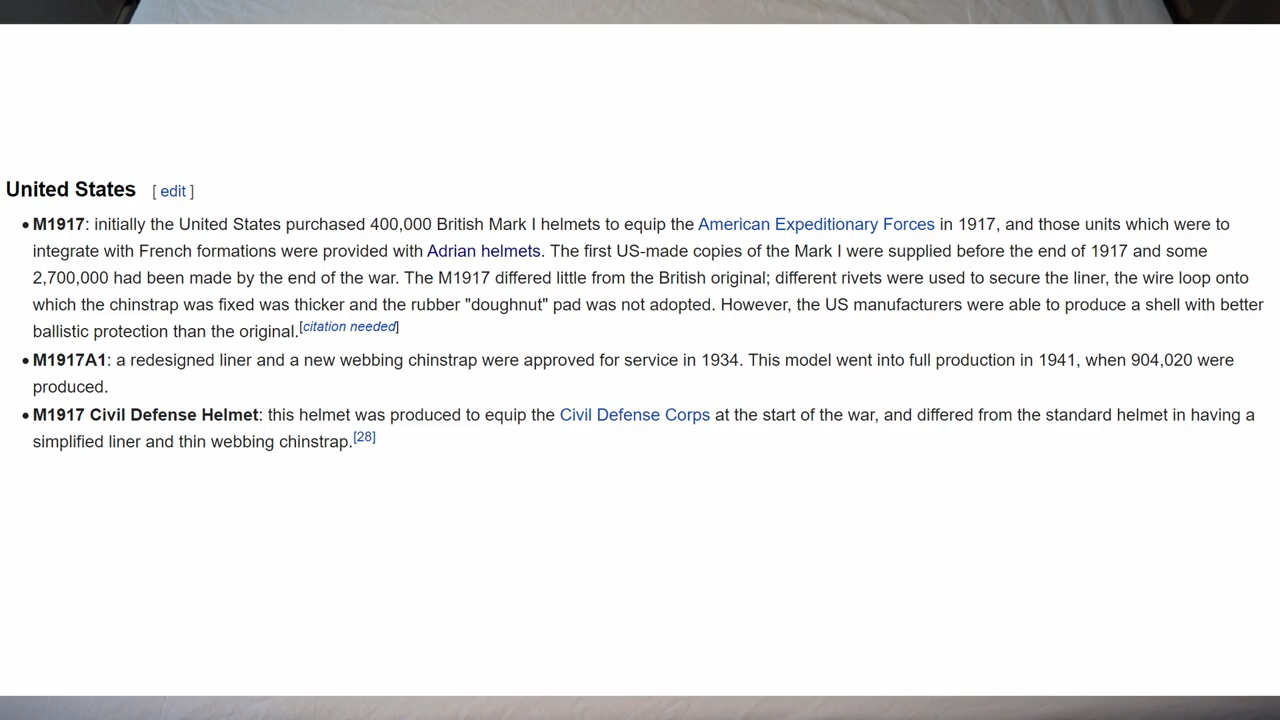 United States [ edit ]
• M1917: initially the United States purchased 400,000 British Mark I helmets to equip the American Expeditionary Forces in 1917, and those units which were to
integrate with French formations were provided with Adrian helmets. The first US-made copies of the Mark I were supplied before the end of 1917 and some
2,700,000 had been made by the end of the war. The M1917 differed little from the British original; different rivets were used to secure the liner, the wire loop onto
which the chinstrap was fixed was thicker and the rubber "doughnut" pad was not adopted. However, the US manufacturers were able to produce a shell with better
ballistic protection than the original.[citation needed]
• M1917A1: a redesigned liner and a new webbing chinstrap were approved for service in 1934. This model went into full production in 1941, when 904,020 were
produced.
• M1917 Civil Defense Helmet: this helmet was produced to equip the Civil Defense Corps at the start of the war, and differed from the standard helmet in having a
simplified liner and thin webbing chinstrap.[28]